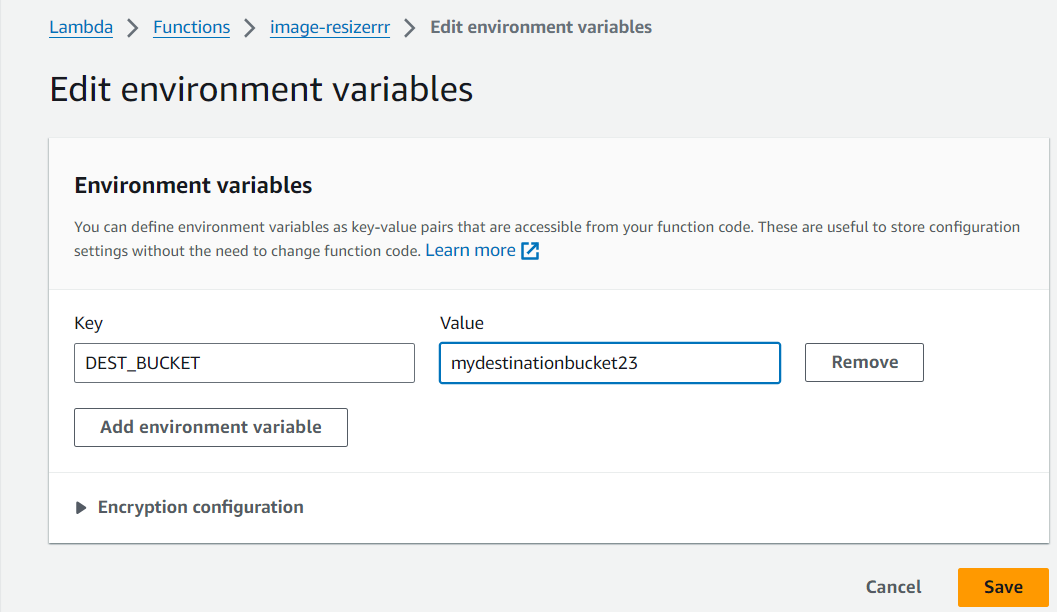 Lambda > Functions > image-resizerrr > Edit environment variables
Edit environment variables
Environment variables
You can define environment variables as key-value pairs that are accessible from your function code. These are useful to store configuration
settings without the need to change function code. Learn more
Key Value
DEST_BUCKET mydestinationbucket23 Remove
Add environment variable
Encryption configuration
Cancel Save